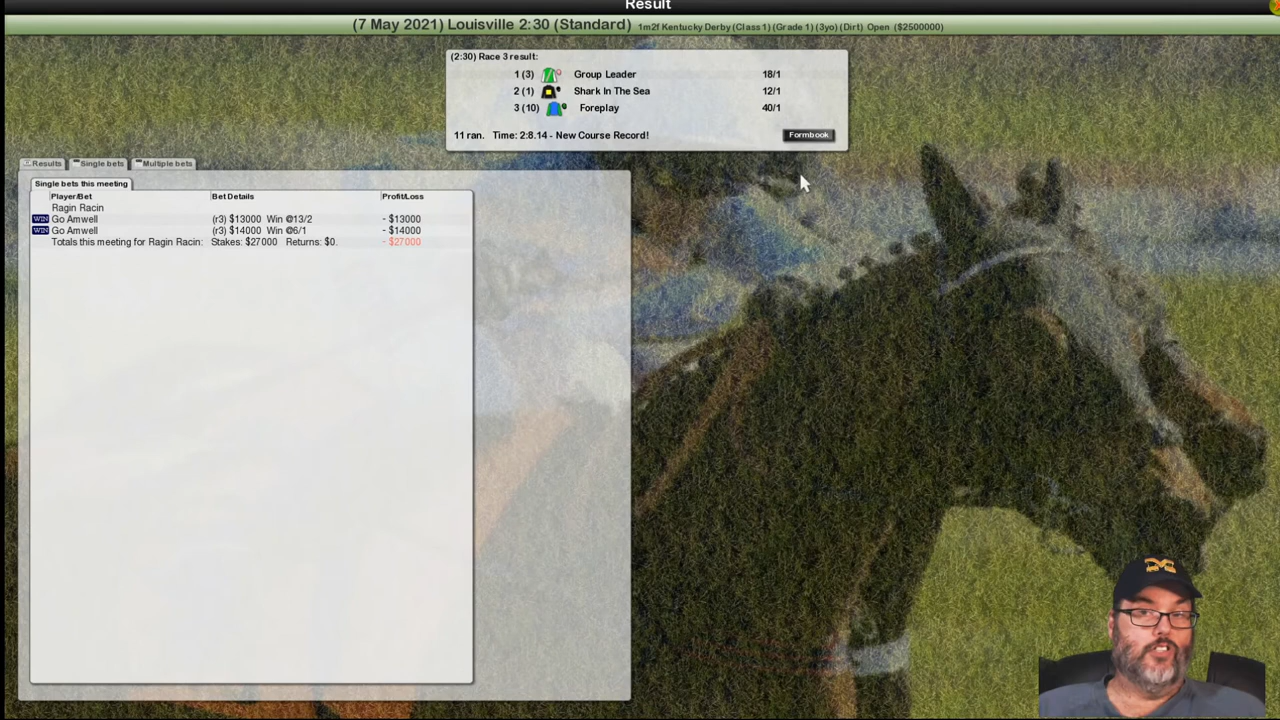 Result
(7 May 2021) Louisville 2:30 (Standard) 1m2f Kentucky Derby (Class 1) (Grade 1) (3yo) (Dirt) Open ($2500000)
(2:30) Race 3 result:
1 (3) Group Leader 18/1
2 (1) Shark In The Sea 12/1
3 (10) Foreplay 40/1
11 ran. Time: 2:8.14 - New Course Record! Formbook
Results Single bets Multiple bets
Single bets this meeting
Player/Bet Bet Details Profit/Loss
Ragin Racin
WIN Go Amwell (r3) $13000 Win @13/2 - $13000
WIN Go Amwell (r3) $14000 Win @6/1 - $14000
Totals this meeting for Ragin Racin: Stakes: $27000 Returns: $0. - $27000